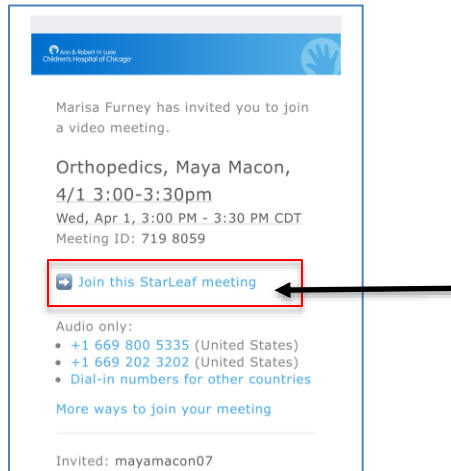 Ann & Robert H. Lurie
Children's Hospital of Chicago
Marisa Furney has invited you to join
a video meeting.
Orthopedics, Maya Macon,
4/1 3:00-3:30pm
Wed, Apr 1, 3:00 PM - 3:30 PM CDT
Meeting ID: 719 8059
Join this StarLeaf meeting
Audio only:
• +1 669 800 5335 (United States)
• +1 669 202 3202 (United States)
• Dial-in numbers for other countries
More ways to join your meeting
Invited: mayamacon07